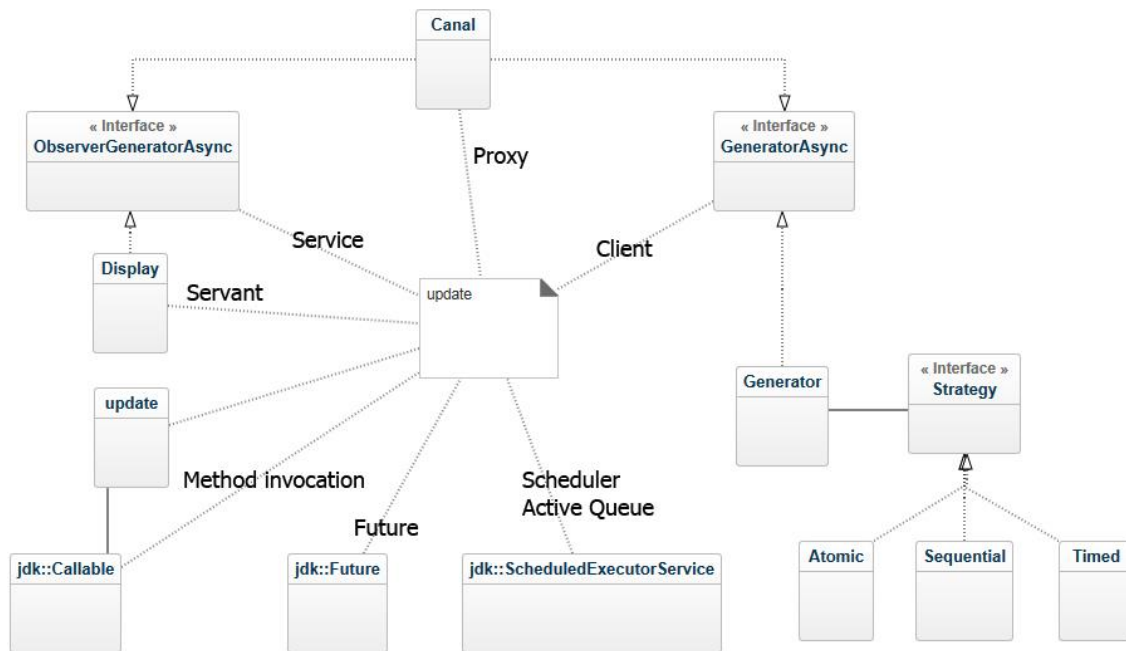 Canal
« Interface »
ObserverGeneratorAsync
« Interface »
GeneratorAsync
Proxy
Service
Client
Display
Servant
update
Generator
« Interface »
Strategy
update
Method invocation
Scheduler
Active Queue
Future
jdk::Callable
jdk::Future
jdk::ScheduledExecutorService
Atomic
Sequential
Timed